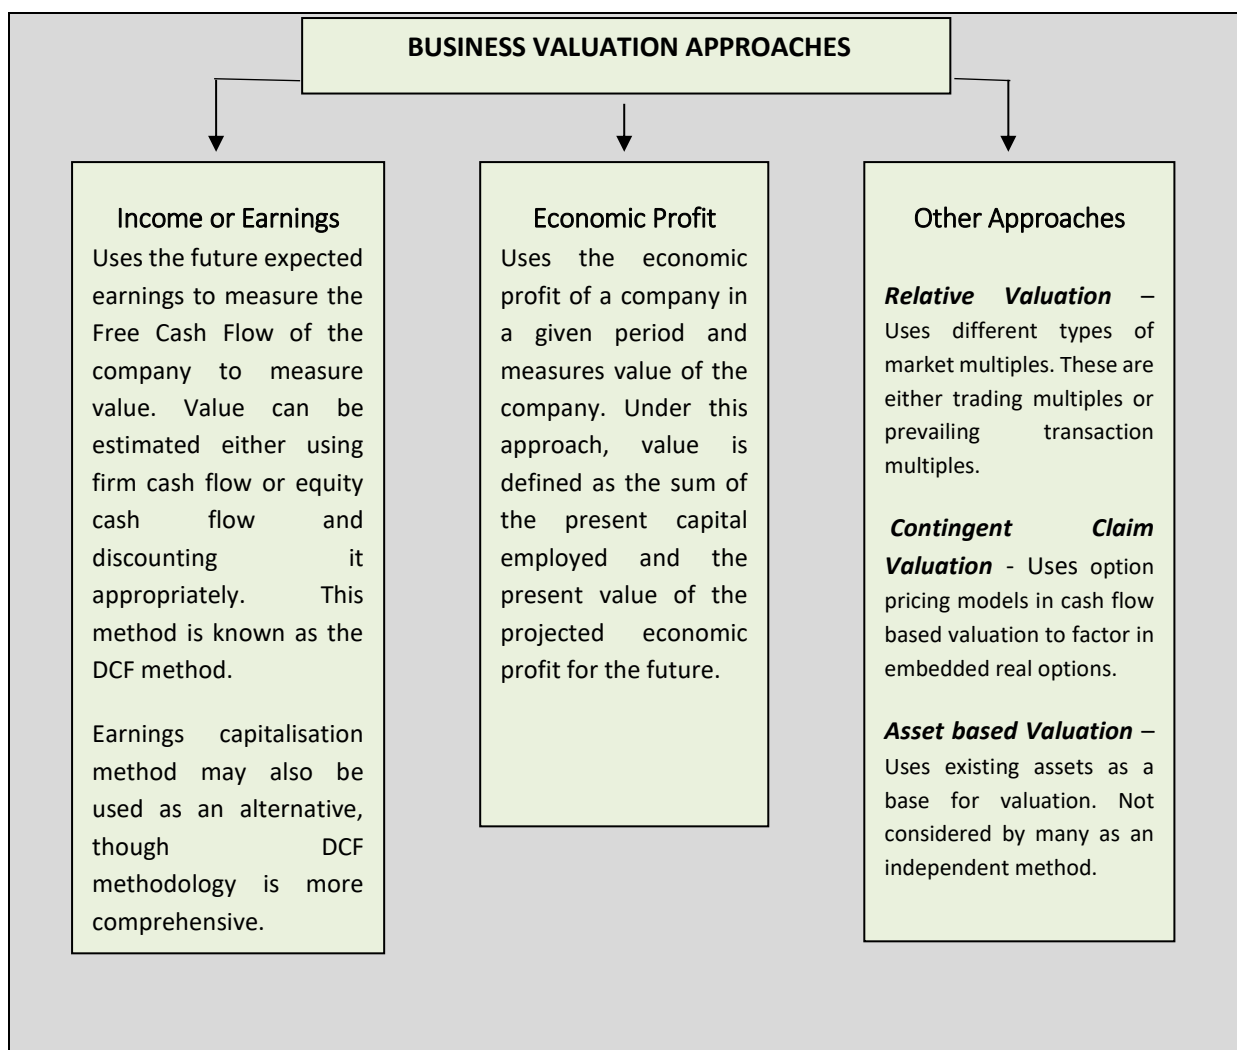 BUSINESS VALUATION APPROACHES
Income or Earnings
Uses the future expected
earnings to measure the
Free Cash Flow of the
company to measure
value. Value can be
estimated either using
firm cash flow or equity
cash flow and
discounting it
appropriately. This
method is known as the
DCF method.
Earnings capitalisation
method may also be
used as an alternative,
though DCF
methodology is more
comprehensive.
Economic Profit
Uses the economic
profit of a company in
a given period and
measures value of the
company. Under this
approach, value is
defined as the sum of
the present capital
employed and the
present value of the
projected economic
profit for the future.
Other Approaches
Relative Valuation –
Uses different types of
market multiples. These are
either trading multiples or
prevailing transaction
multiples.
Contingent Claim
Valuation - Uses option
pricing models in cash flow
based valuation to factor in
embedded real options.
Asset based Valuation –
Uses existing assets as a
base for valuation. Not
considered by many as an
independent method.